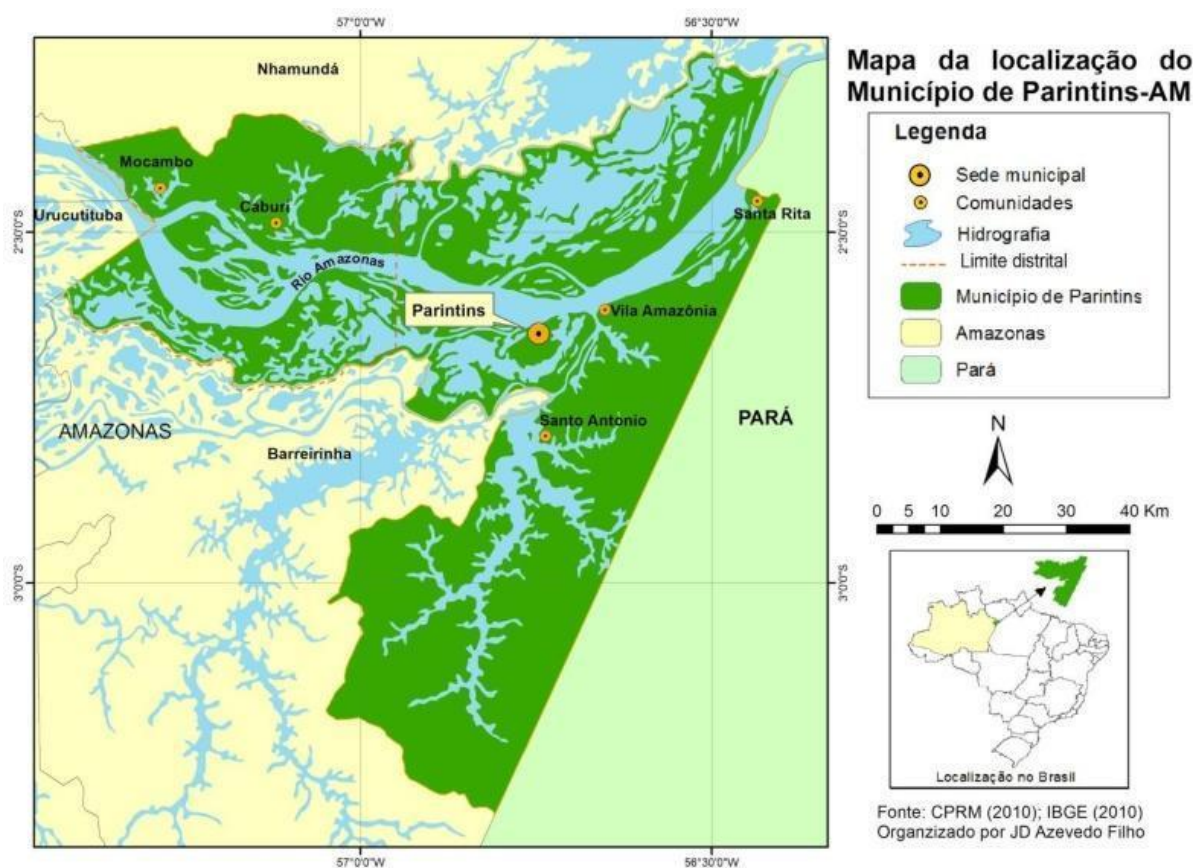 57°0'0"W
56°30'0"W
Nhamundá
Mocambo
Caburí
Urucutituba
Santa Rita
2°30'0"S
2°30'0"S
Rio Amazonas
Parintins
Vila Amazônia
AMAZONAS
Santo Antonio
PARÁ
Barreirinha
3°0'0"S
3°0'0"S
57°0'0"W
56°30'0"W
Mapa da localização do
Município de Parintins-AM
Legenda
Sede municipal
Comunidades
Hidrografia
Limite distrital
Município de Parintins
Amazonas
Pará
N
0 5 10 20 30 40 Km
Localização no Brasil
Fonte: CPRM (2010); IBGE (2010)
Organzizado por JD Azevedo Filho